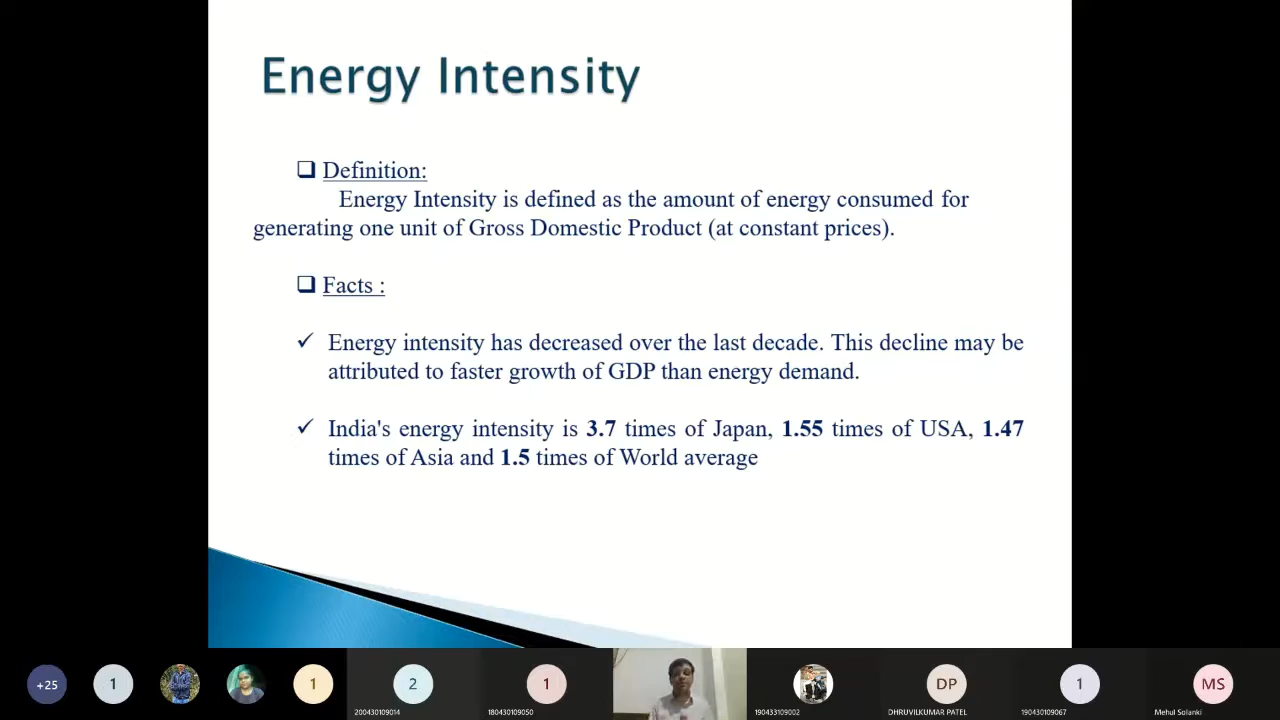 Energy Intensity
Definition:
Energy Intensity is defined as the amount of energy consumed for
generating one unit of Gross Domestic Product (at constant prices).
Facts :
Energy intensity has decreased over the last decade. This decline may be
attributed to faster growth of GDP than energy demand.
India's energy intensity is 3.7 times of Japan, 1.55 times of USA, 1.47
times of Asia and 1.5 times of World average
+25 1 1 2 1 DP 1 MS
200430109014 180430109050 190433109002 DHRUVILKUMAR PATEL 190430109067 Mehul Solanki